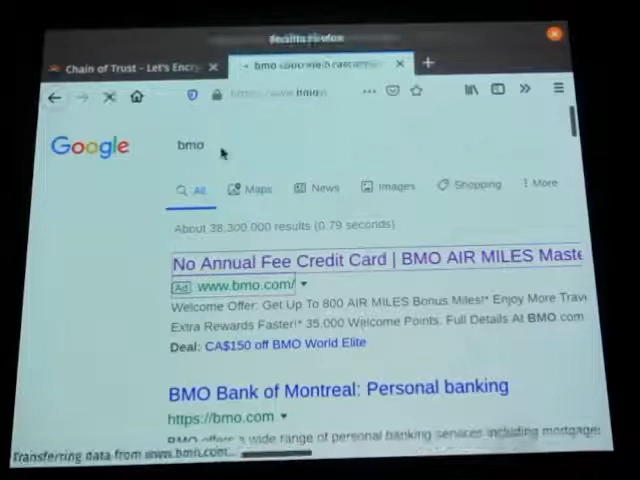 Mozilla Firefox
Chain of Trust - Let's Encry
bmo
https://www.bmo
Google
bmo
All Maps News Images Shopping More
About 38,300,000 results (0.79 seconds)
No Annual Fee Credit Card | BMO AIR MILES Maste
Ad www.bmo.com/
Welcome Offer: Get Up To 800 AIR MILES Bonus Miles!* Enjoy More Trave
Extra Rewards Faster!* 35,000 Welcome Points. Full Details At BMO.com
Deal: CA$150 off BMO World Elite
BMO Bank of Montreal: Personal banking
https://bmo.com
BMO offers a wide range of personal banking services including mortgages
Transferring data from www.bmo.com...